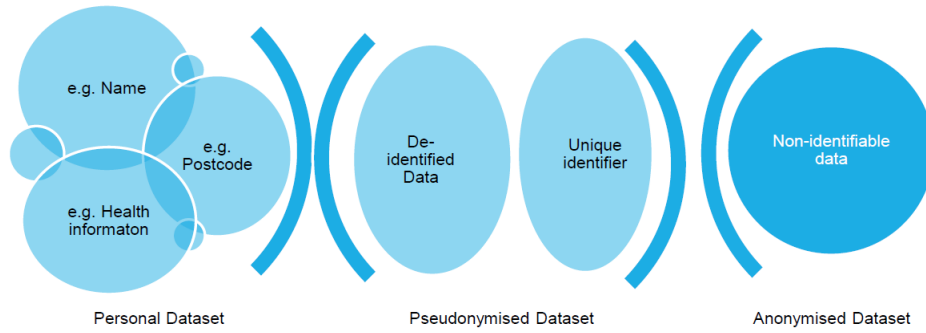 e.g. Name
e.g.
Postcode
e.g. Health
informaton
De-
identified
Data
Unique
identifier
Non-identifiable
data
Personal Dataset
Pseudonymised Dataset
Anonymised Dataset